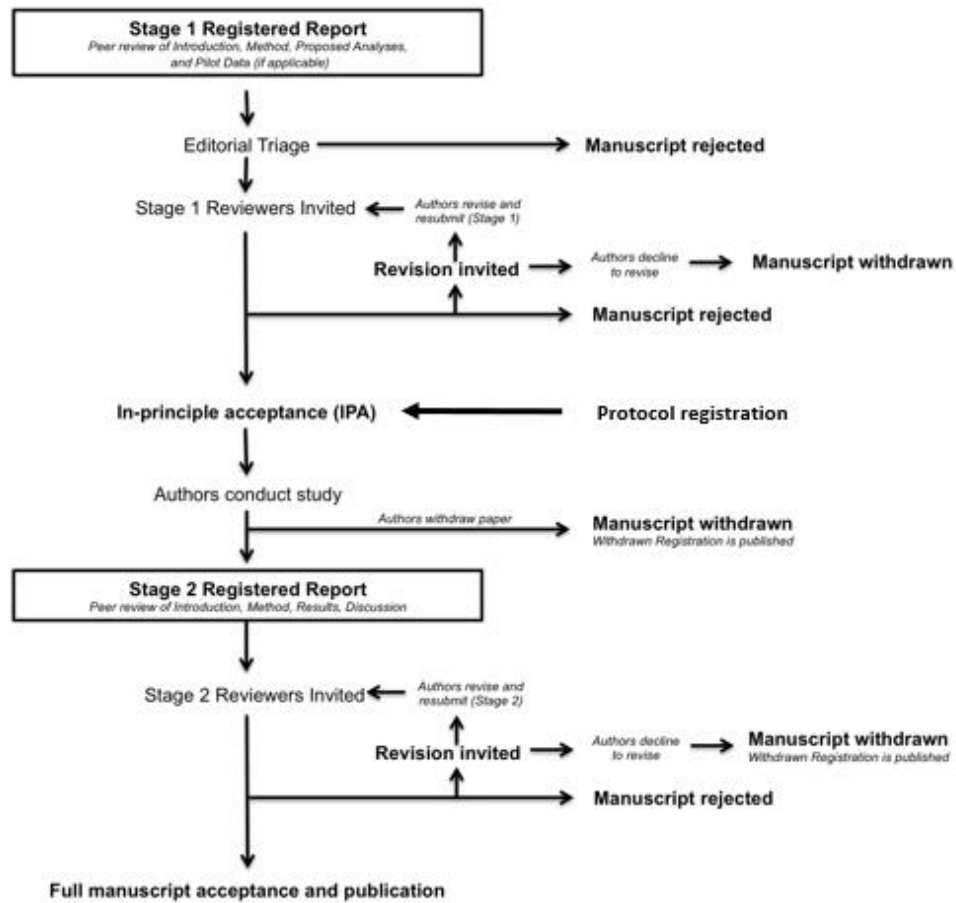 Stage 1 Registered Report
Peer review of Introduction, Method, Proposed Analyses,
and Pilot Data (if applicable)
Editorial Triage
Manuscript rejected
Stage 1 Reviewers Invited
Authors revise and
resubmit (Stage 1)
Revision invited
Authors decline
to revise
Manuscript withdrawn
Manuscript rejected
In-principle acceptance (IPA)
Protocol registration
Authors conduct study
Authors withdraw paper
Manuscript withdrawn
Withdrawn Registration is published
Stage 2 Registered Report
Peer review of Introduction, Method, Results, Discussion
Stage 2 Reviewers Invited
Authors revise and
resubmit (Stage 2)
Revision invited
Authors decline
to revise
Manuscript withdrawn
Withdrawn Registration is published
Manuscript rejected
Full manuscript acceptance and publication